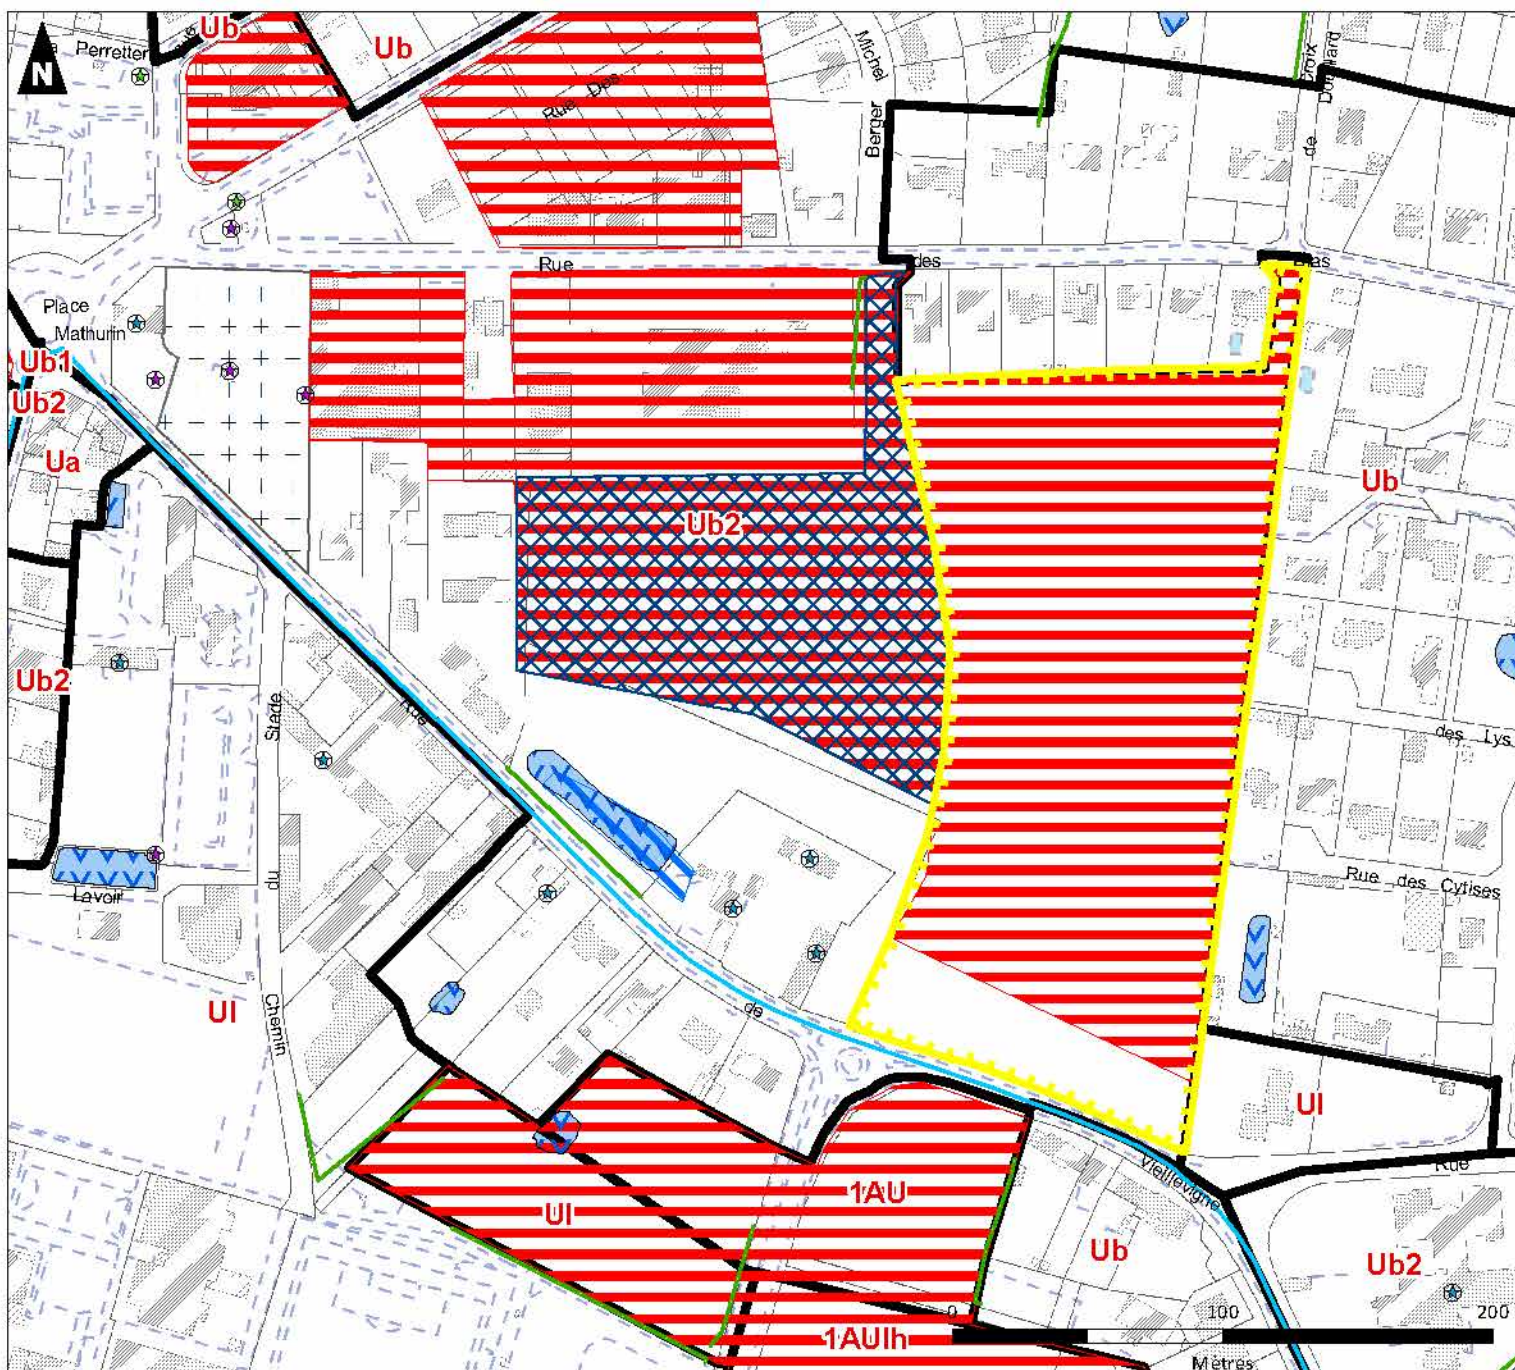 N
Perretter
Rue
Ub
Ub
Rue Des
Michel
Berger
Croix
Douillard
de
Rue
des
Blas
Place
Mathurin
Ub1
Ub2
Ua
Ub2
Ub
Ub2
Stade
Rue
des Lys
du
Lavoir
Rue des Cytises
de
Chemin
Ul
Ul
1AU
Ul
Vieillevigne
Rue
Ub
Ub2
0 100 200
Mètres
1AUlh